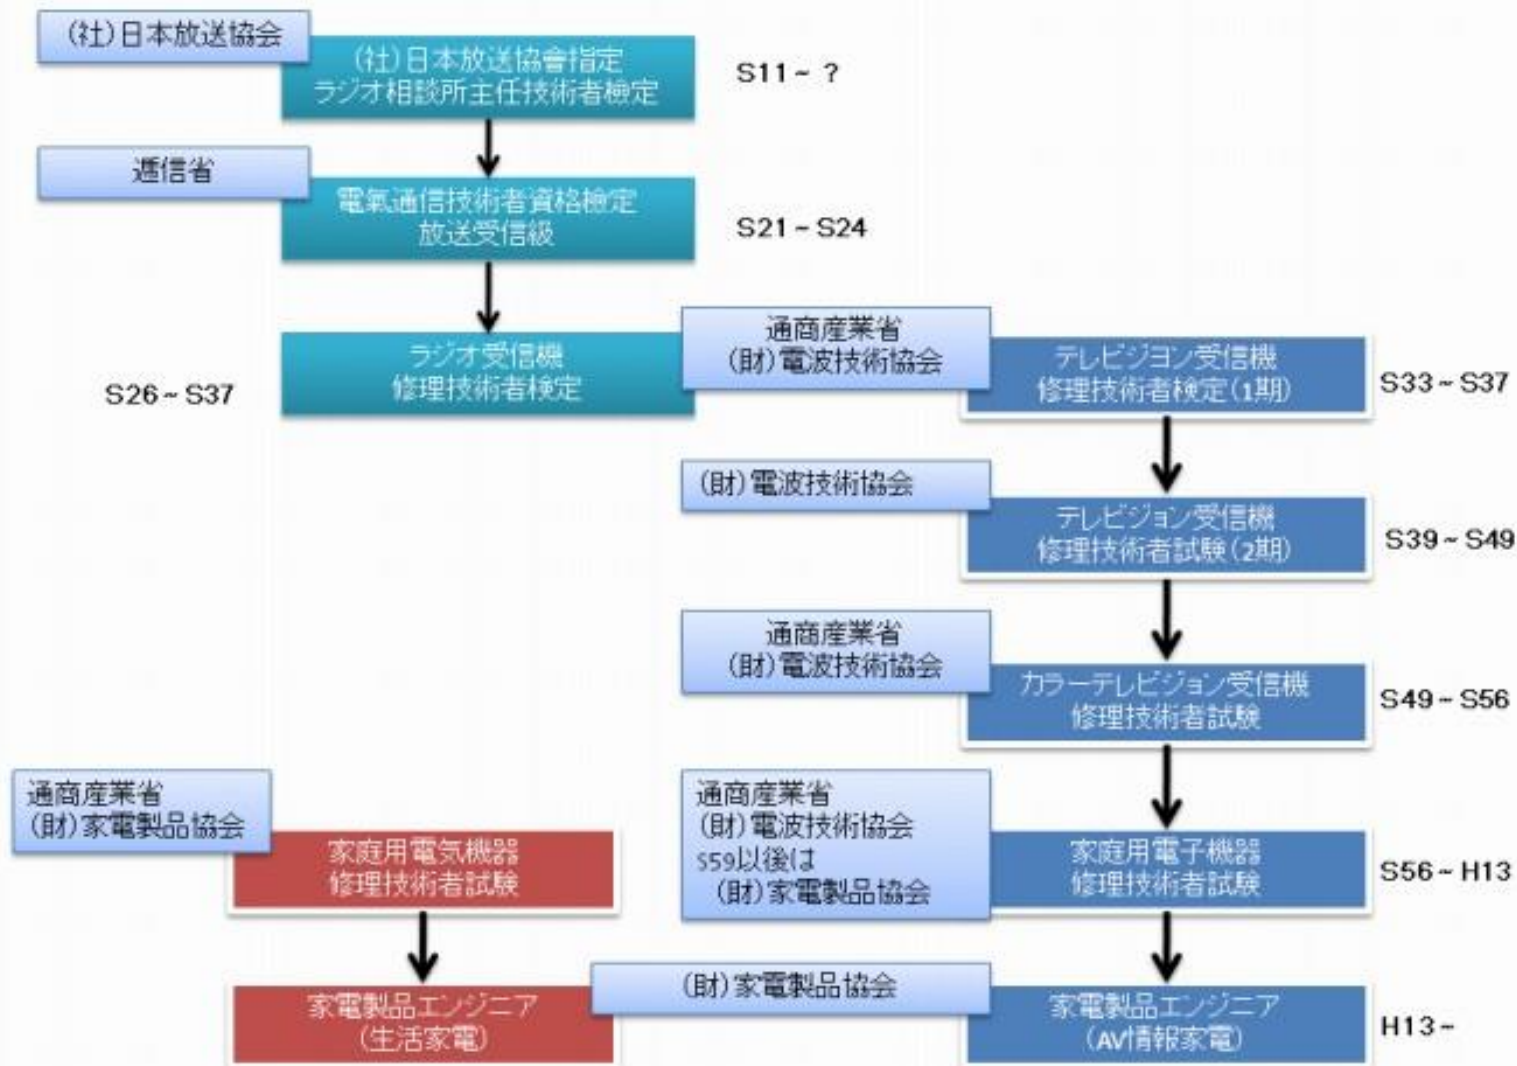 (社)日本放送協会
(社)日本放送協會指定
ラジオ相談所主任技術者檢定
S11~ ?
逓信省
電氣通信技術者資格檢定
放送受信級
S21~S24
ラジオ受信機
修理技術者検定
S26~S37
通商産業省
(財)電波技術協会
テレビジヨン受信機
修理技術者検定(1期)
S33~S37
(財)電波技術協会
テレビジョン受信機
修理技術者試験(2期)
S39~S49
通商産業省
(財)電波技術協会
カラーテレビジョン受信機
修理技術者試験
S49~S56
通商産業省
(財)家電製品協会
家庭用電気機器
修理技術者試験
通商産業省
(財)電波技術協会
S59以後は
(財)家電製品協会
家庭用電子機器
修理技術者試験
S56~H13
家電製品エンジニア
(生活家電)
(財)家電製品協会
家電製品エンジニア
(AV情報家電)
H13~